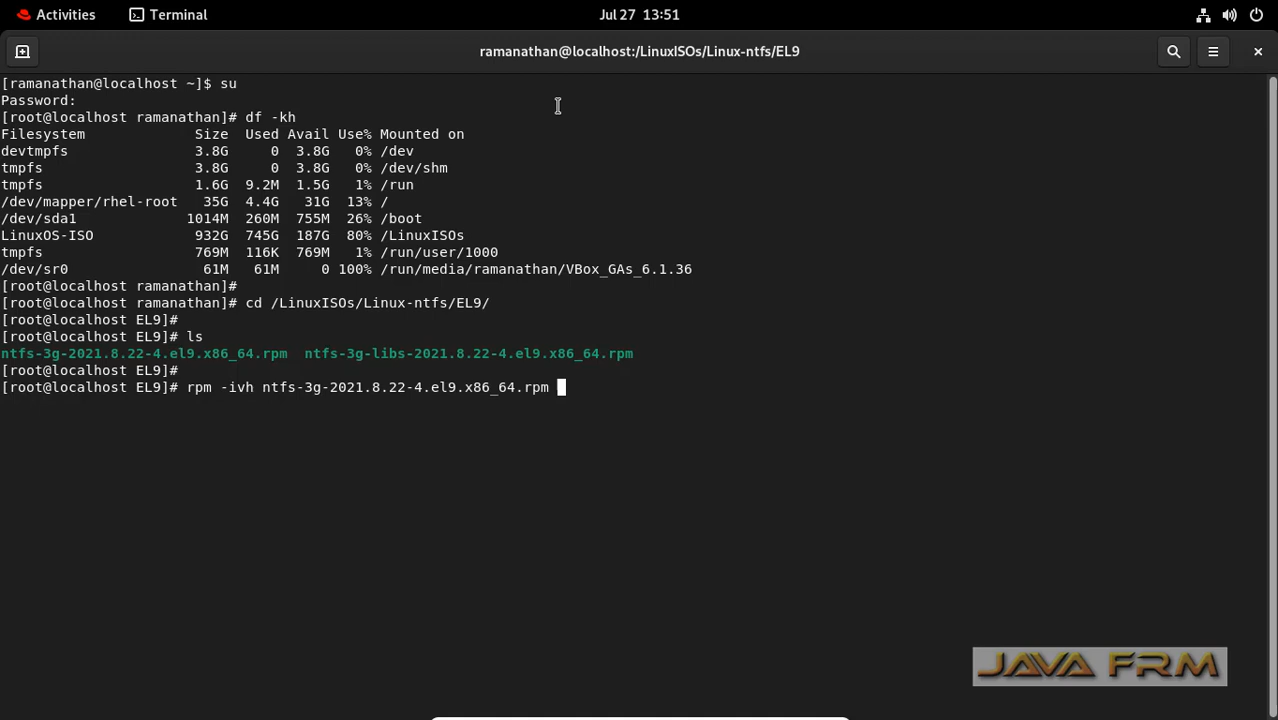 Activities Terminal Jul 27 13:51
ramanathan@localhost:/LinuxISOs/Linux-ntfs/EL9
[ramanathan@localhost ~]$ su
Password:
[root@localhost ramanathan]# df -kh
Filesystem Size Used Avail Use% Mounted on
devtmpfs 3.8G 0 3.8G 0% /dev
tmpfs 3.8G 0 3.8G 0% /dev/shm
tmpfs 1.6G 9.2M 1.5G 1% /run
/dev/mapper/rhel-root 35G 4.4G 31G 13% /
/dev/sda1 1014M 260M 755M 26% /boot
LinuxOS-ISO 932G 745G 187G 80% /LinuxISOs
tmpfs 769M 116K 769M 1% /run/user/1000
/dev/sr0 61M 61M 0 100% /run/media/ramanathan/VBox_GAs_6.1.36
[root@localhost ramanathan]#
[root@localhost ramanathan]# cd /LinuxISOs/Linux-ntfs/EL9/
[root@localhost EL9]#
[root@localhost EL9]# ls
ntfs-3g-2021.8.22-4.el9.x86_64.rpm ntfs-3g-libs-2021.8.22-4.el9.x86_64.rpm
[root@localhost EL9]#
[root@localhost EL9]# rpm -ivh ntfs-3g-2021.8.22-4.el9.x86_64.rpm
JAVA FRM